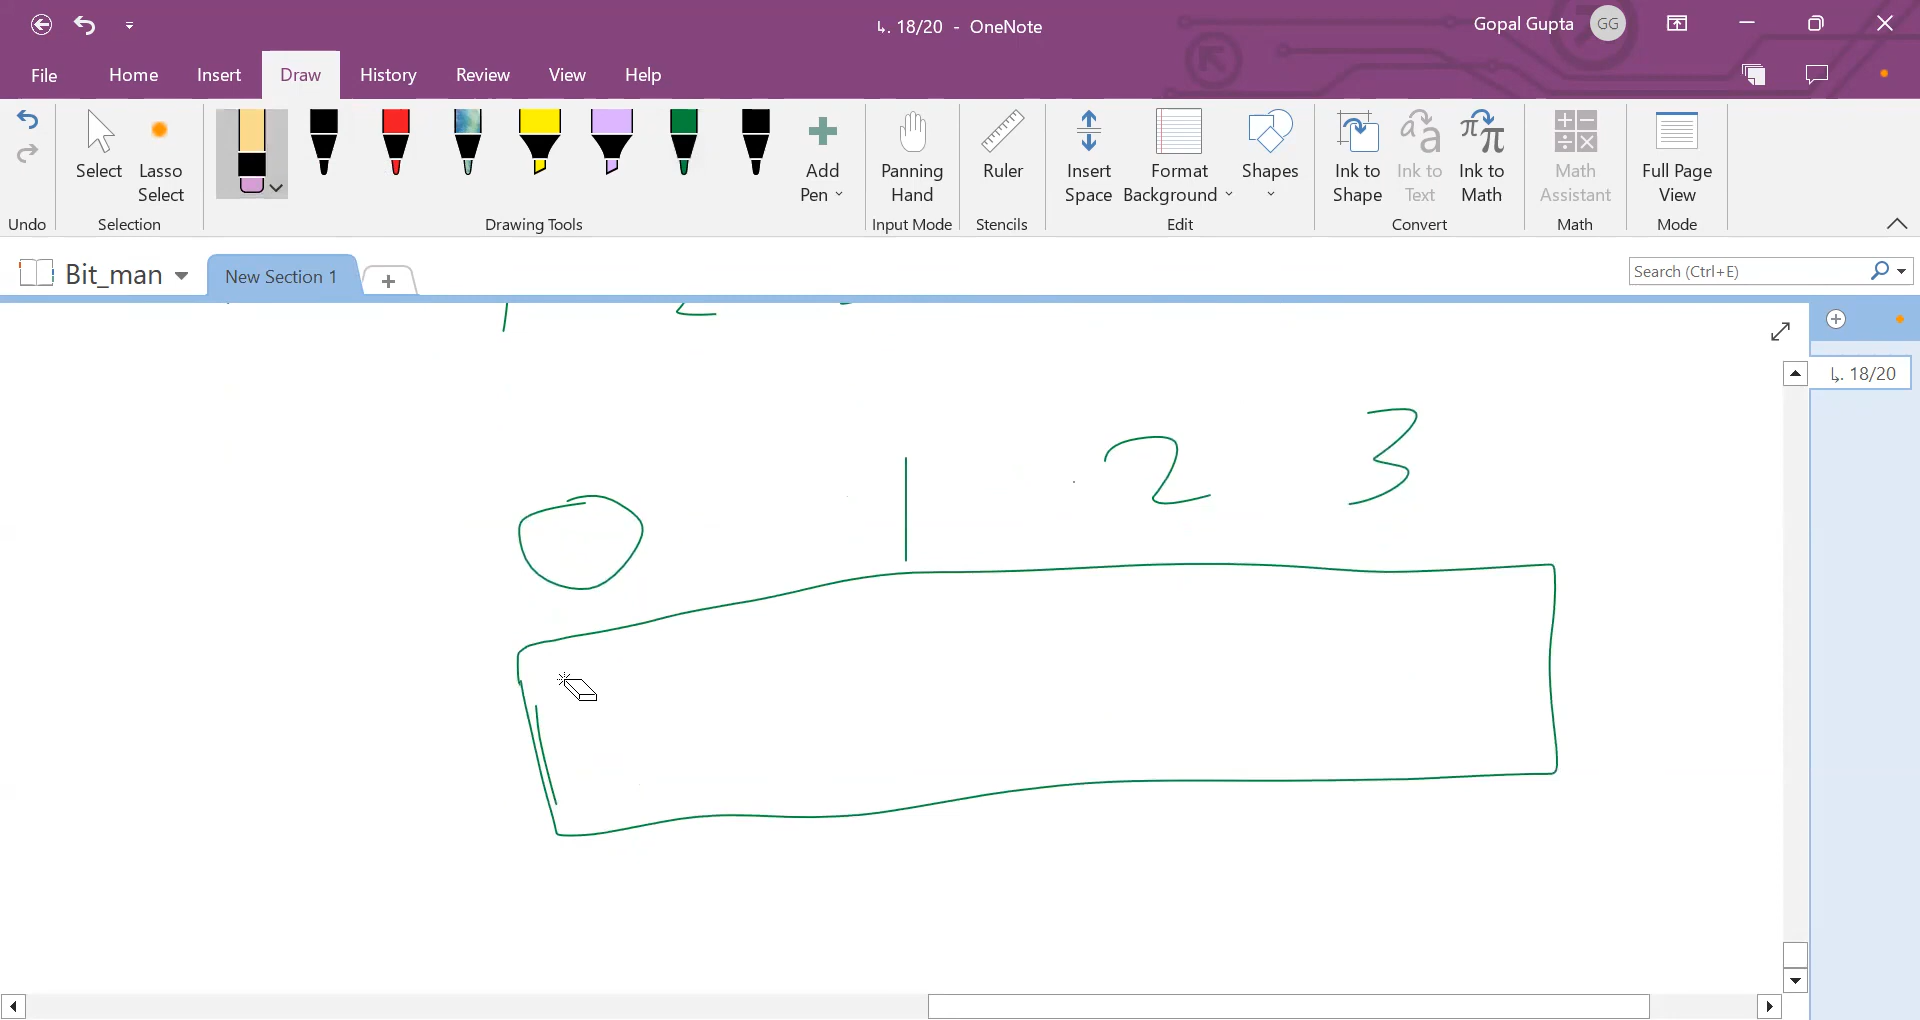 ৳. 18/20 - OneNote
Gopal Gupta GG
File Home Insert Draw History Review View Help
Select
Lasso Select
Add Pen
Panning Hand
Ruler
Insert Space
Format Background
Shapes
Ink to Shape
Ink to Text
Ink to Math
Math Assistant
Full Page View
Undo Selection Drawing Tools Input Mode Stencils Edit Convert Math Mode
Bit_man New Section 1 Search (Ctrl+E)
18/20
0 1 2 3